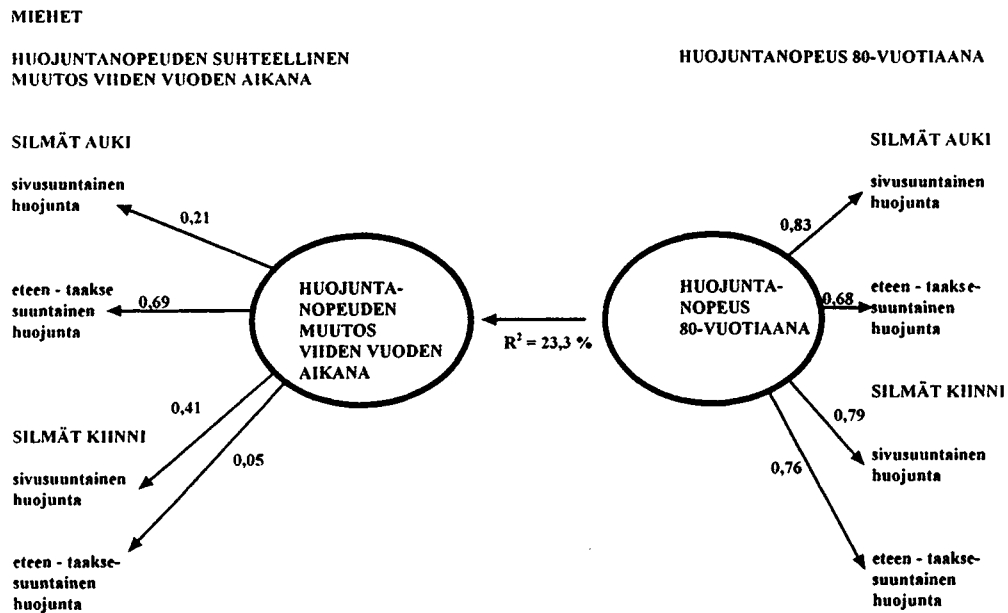 MIEHET
HUOJUNTANOPEUDEN SUHTEELLINEN
MUUTOS VIIDEN VUODEN AIKANA
HUOJUNTANOPEUS 80-VUOTIAANA
SILMÄT AUKI
sivusuuntainen
huojunta
0,21
eteen - taakse
suuntainen
huojunta
0,69
0,41
SILMÄT KIINNI
sivusuuntainen
huojunta
0,05
eteen - taakse-
suuntainen
huojunta
HUOJUNTA-
NOPEUDEN
MUUTOS
VIIDEN VUODEN
AIKANA
R² = 23,3 %
HUOJUNTA-
NOPEUS
80-VUOTIAANA
SILMÄT AUKI
sivusuuntainen
huojunta
0,83
eteen - taakse-
suuntainen
huojunta
0,68
SILMÄT KIINNI
0,79
sivusuuntainen
huojunta
0,76
eteen - taakse-
suuntainen
huojunta